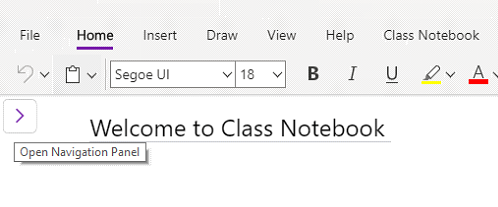 File Home Insert Draw View Help Class Notebook
Segoe UI 18 B I U A
Welcome to Class Notebook
Open Navigation Panel